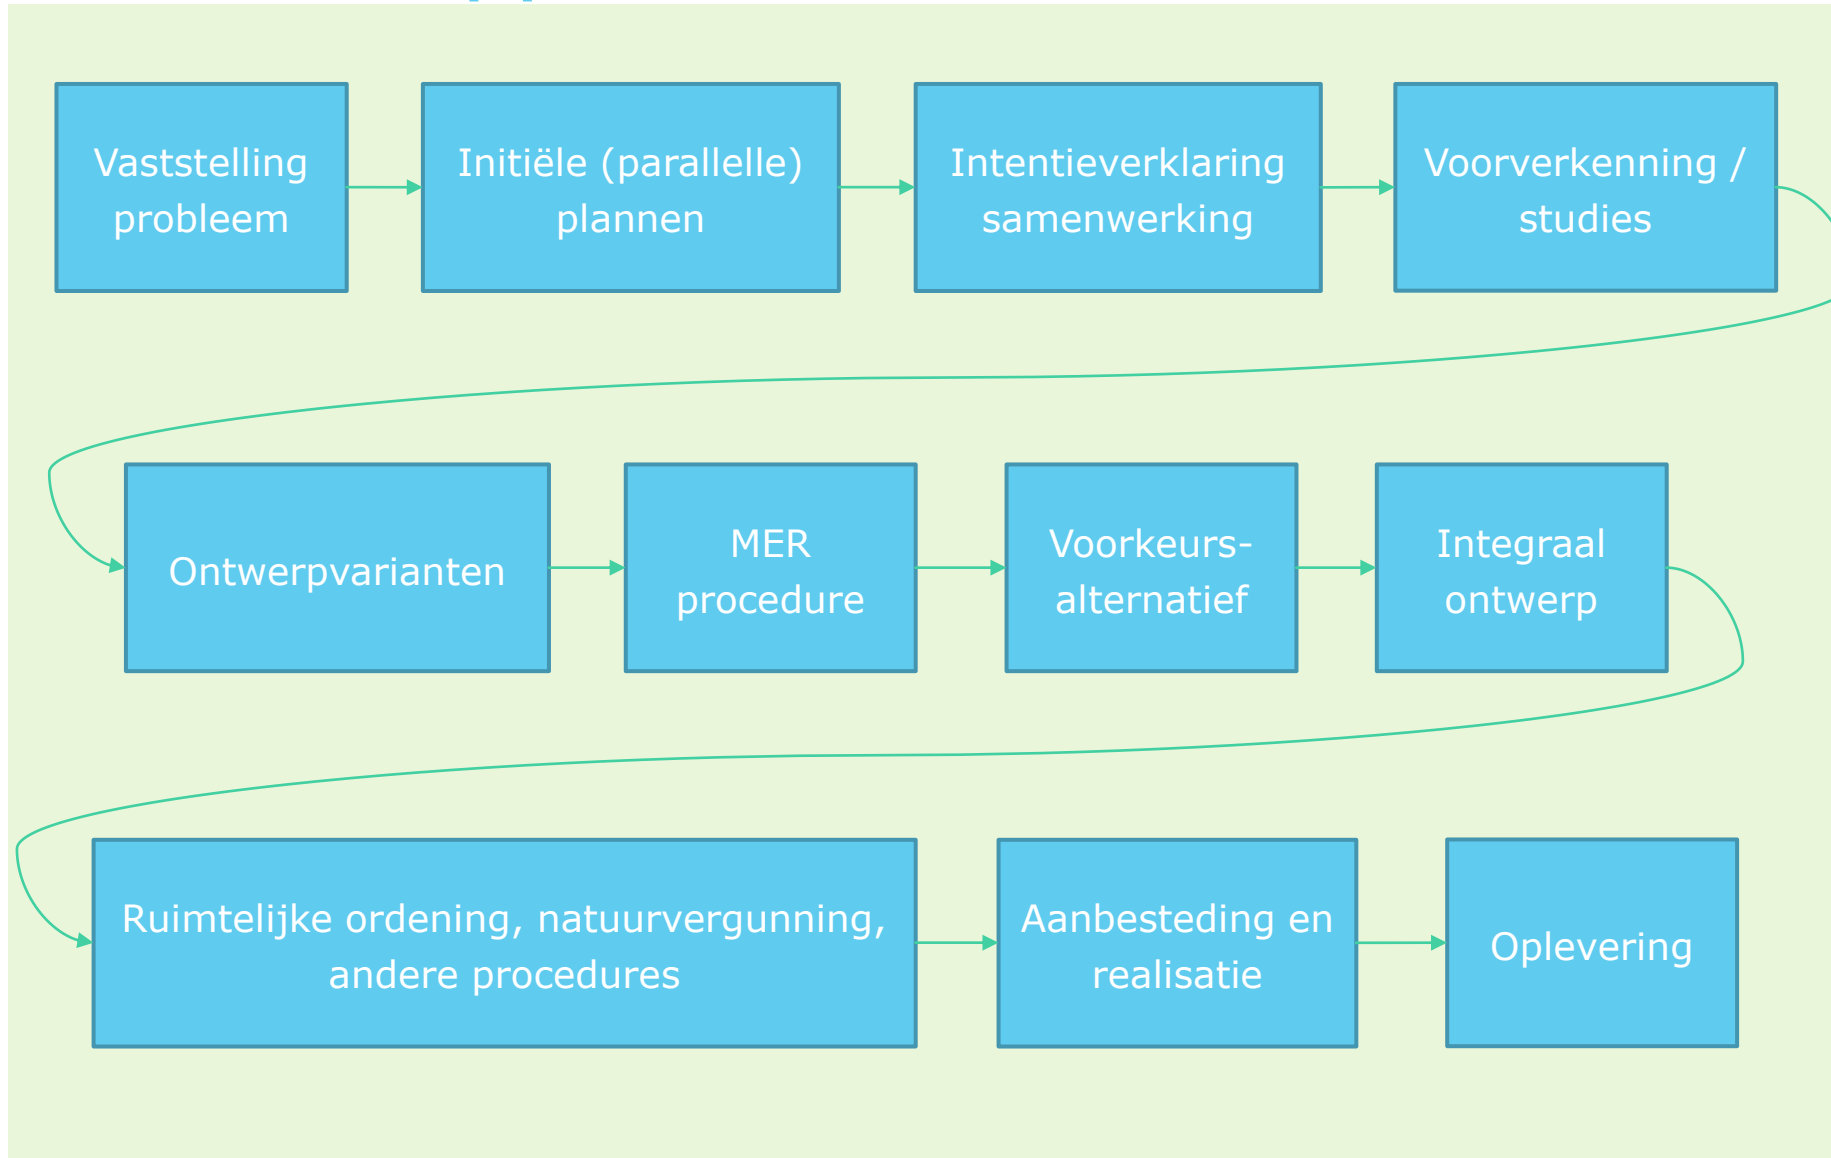 Vaststelling
probleem
Initiële (parallelle)
plannen
Intentieverklaring
samenwerking
Voorverkenning /
studies
Ontwerpvarianten
MER
procedure
Voorkeurs-
alternatief
Integraal
ontwerp
Ruimtelijke ordening, natuurvergunning,
andere procedures
Aanbesteding en
realisatie
Oplevering